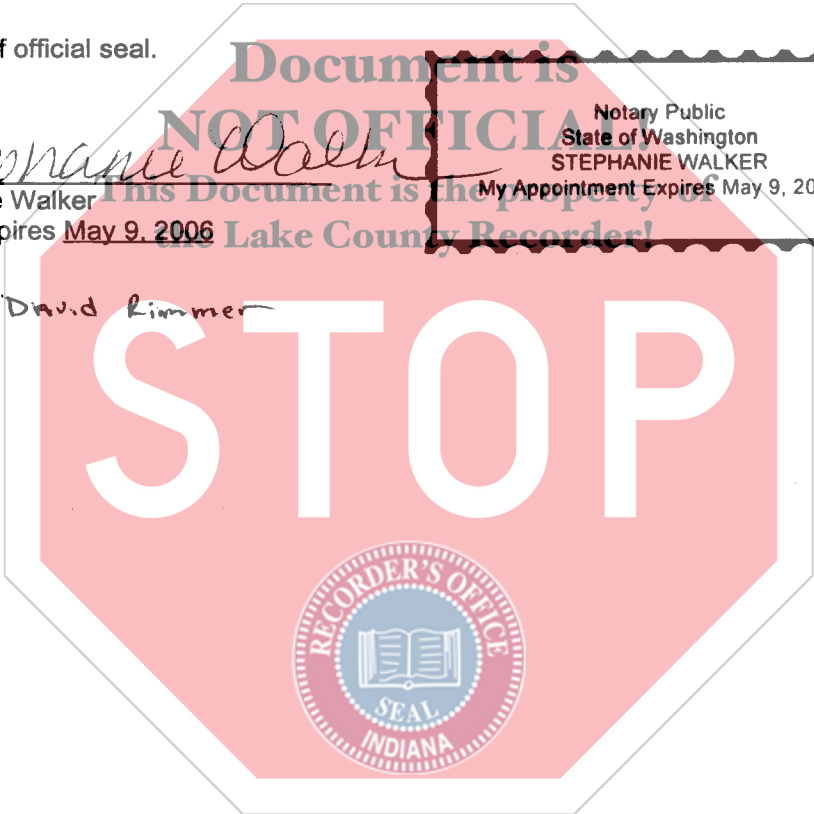 f official seal.
Document is
NOT OFFICIAL!
This Document is the property of
the Lake County Recorder!
Notary Public
State of Washington
STEPHANIE WALKER
My Appointment Expires May 9, 20
phanie Walker
e Walker
pires May 9, 2006
David Rimmer
STOP
RECORDER'S OFFICE
SEAL
INDIANA